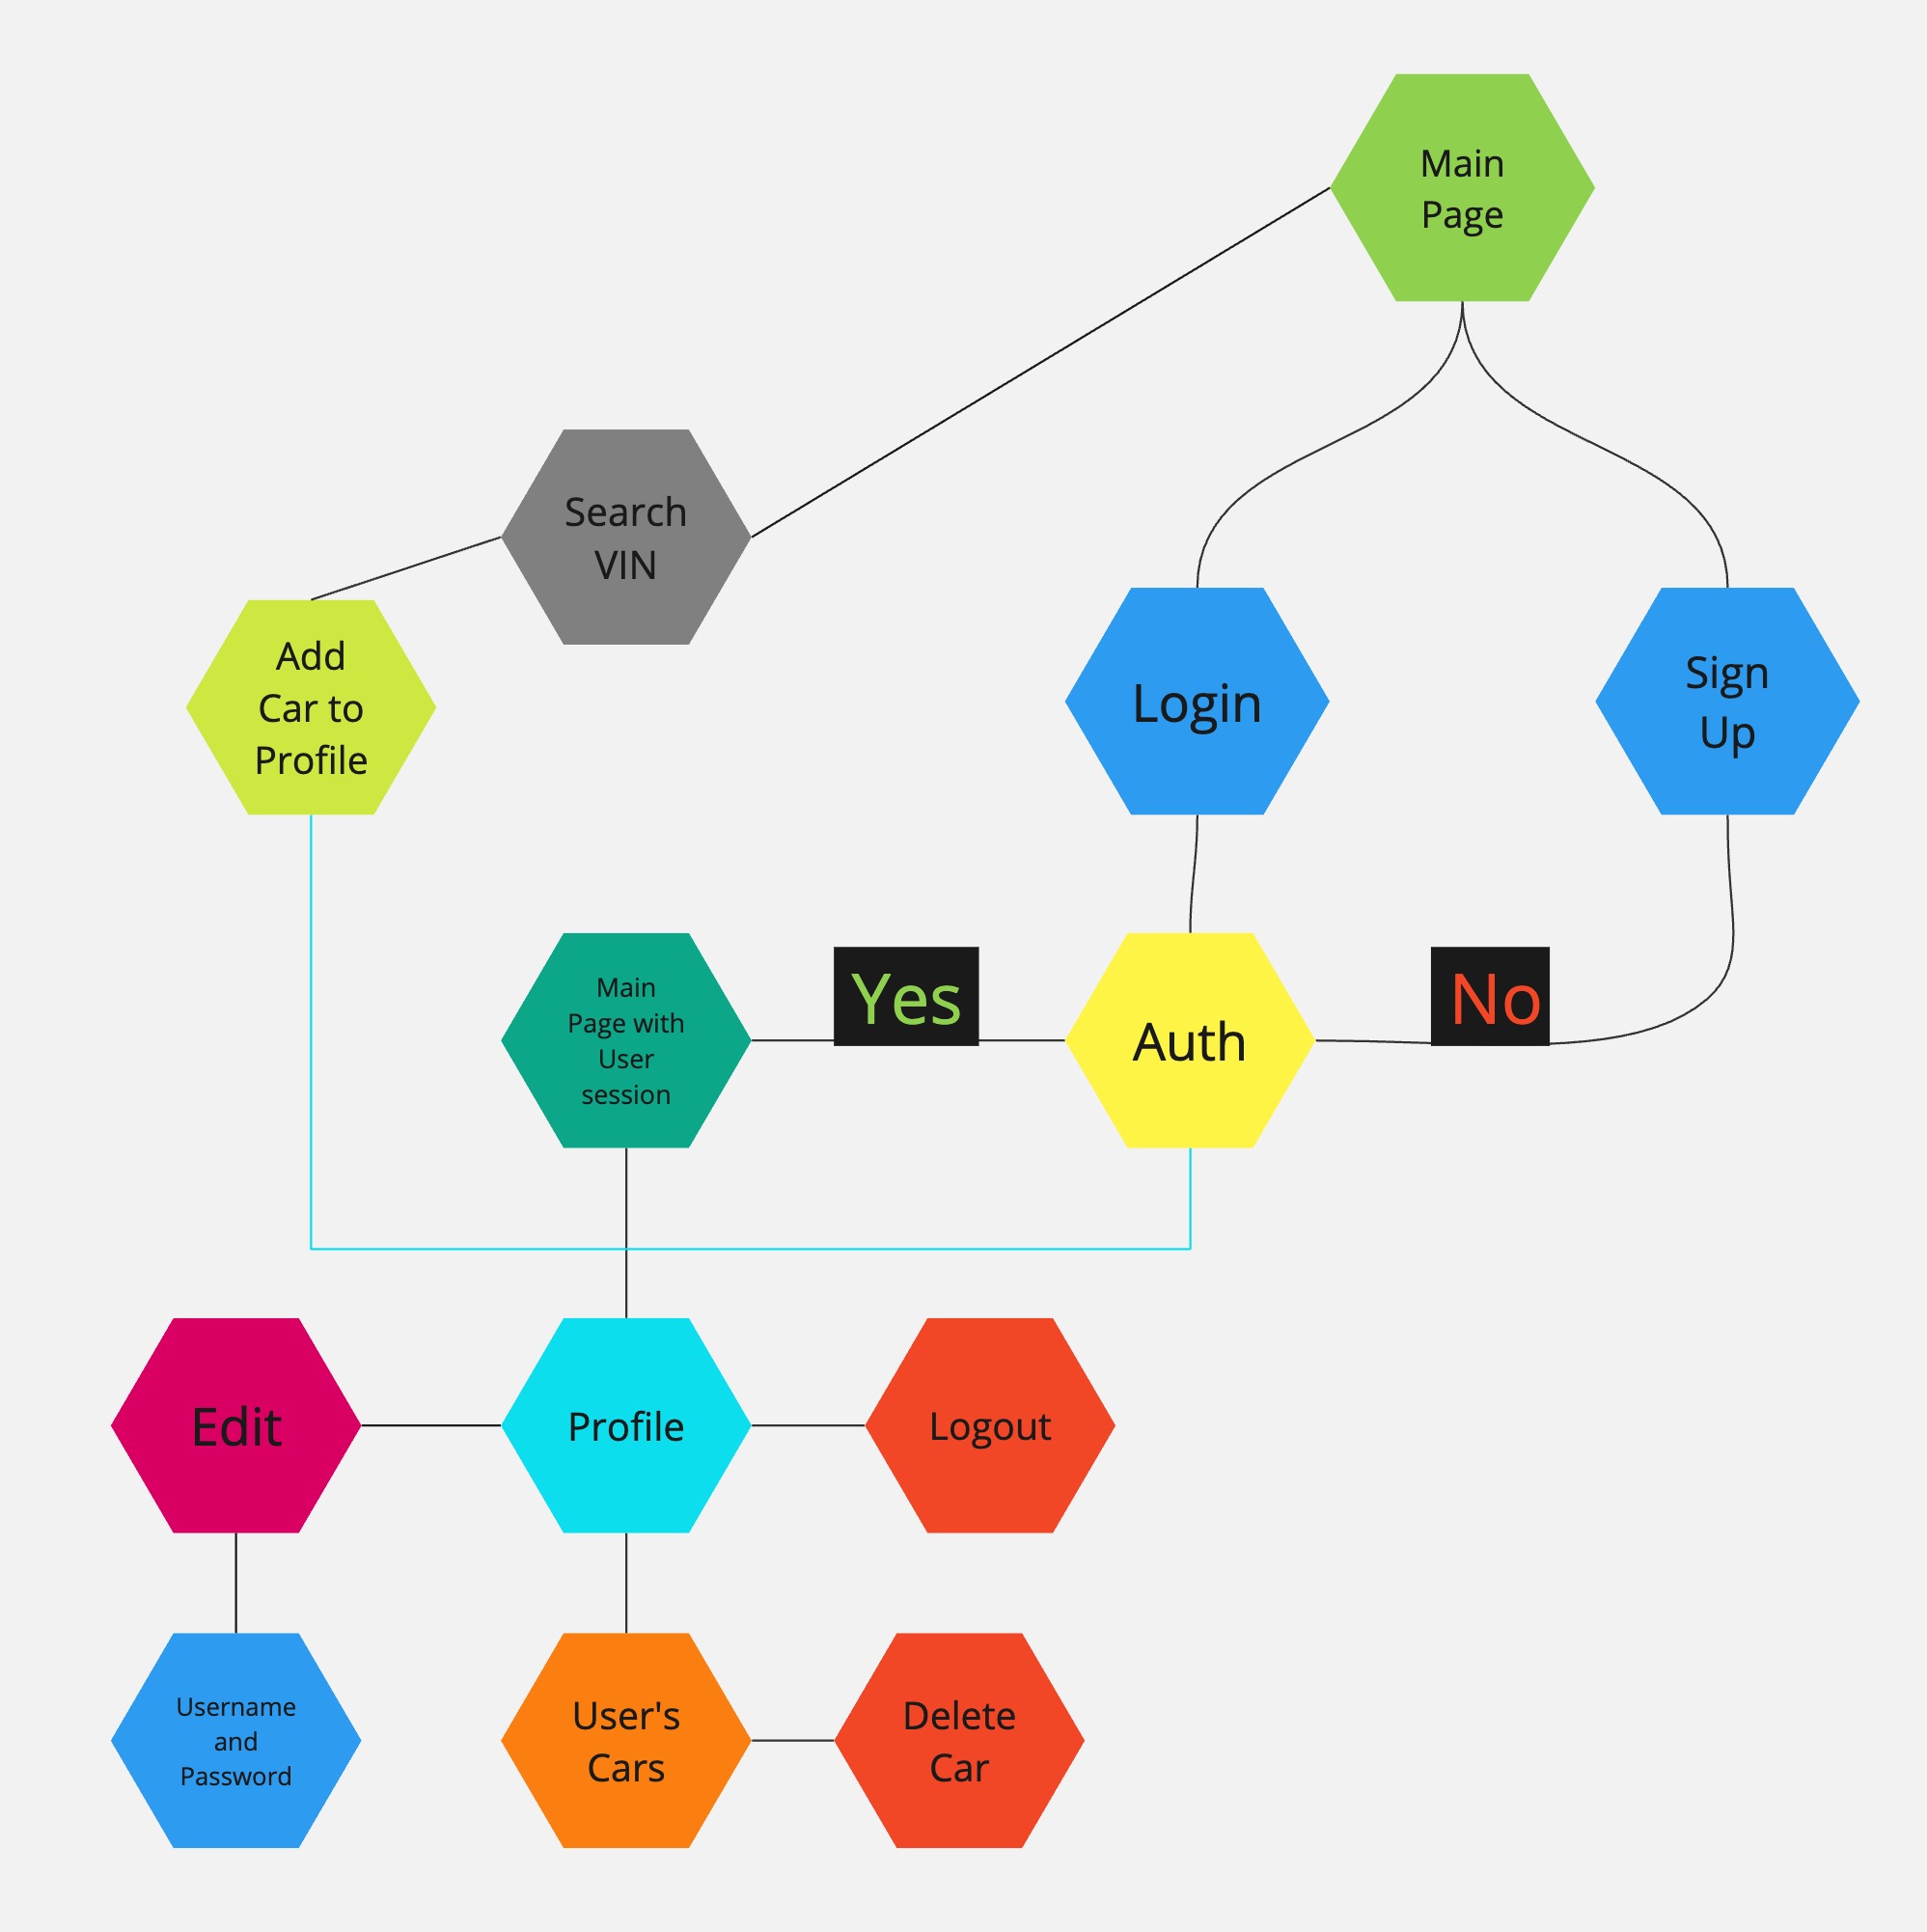 Main
Page
Search
VIN
Add
Car to
Profile
Login
Sign
Up
Main
Page with
User
session
Yes
Auth
No
Edit
Profile
Logout
Username
and
Password
User's
Cars
Delete
Car